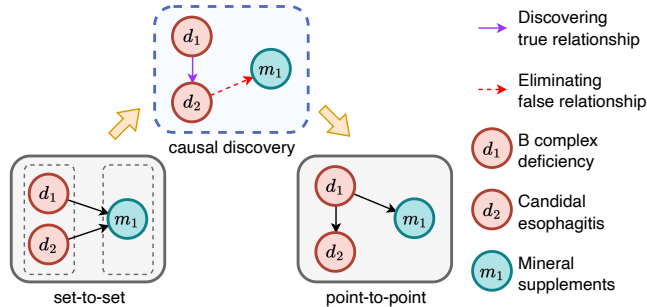 d₁
d₂
m₁
causal discovery
d₁
d₂
m₁
set-to-set
d₁
d₂
m₁
point-to-point
Discovering
true relationship
Eliminating
false relationship
d₁
B complex
deficiency
d₂
Candidal
esophagitis
m₁
Mineral
supplements